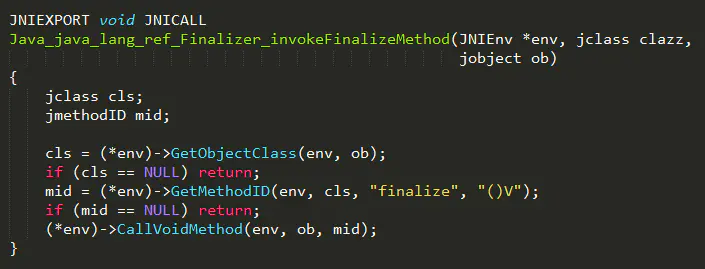 JNIEXPORT void JNICALL
Java_java_lang_ref_Finalizer_invokeFinalizeMethod(JNIEnv *env, jclass clazz,
                                                  jobject ob)
{
    jclass cls;
    jmethodID mid;

    cls = (*env)->GetObjectClass(env, ob);
    if (cls == NULL) return;
    mid = (*env)->GetMethodID(env, cls, "finalize", "()V");
    if (mid == NULL) return;
    (*env)->CallVoidMethod(env, ob, mid);
}